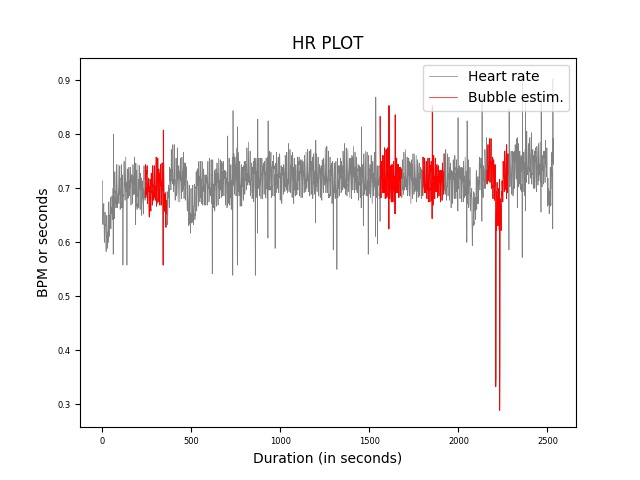 HR PLOT
Heart rate
Bubble estim.
0.9
0.8
0.7
0.6
0.5
0.4
0.3
BPM or seconds
0
500
1000
1500
2000
2500
Duration (in seconds)